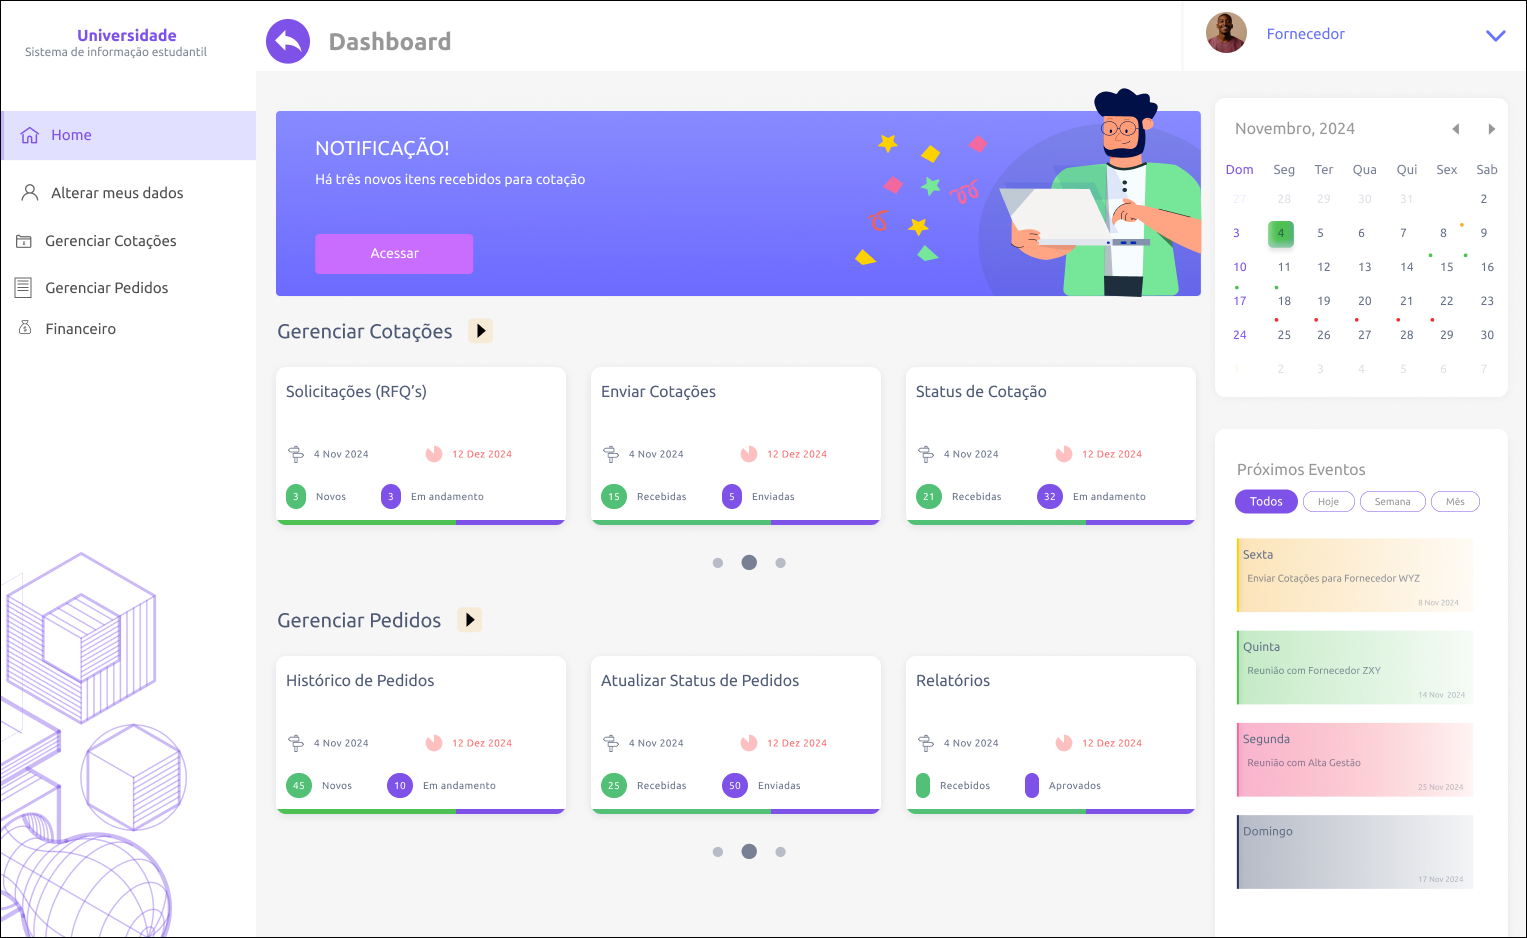 Universidade
Sistema de informação estudantil
Dashboard
Fornecedor
Home
Alterar meus dados
Gerenciar Cotações
Gerenciar Pedidos
Financeiro
NOTIFICAÇÃO!
Há três novos itens recebidos para cotação
Acessar
Gerenciar Cotações
Solicitações (RFQ’s)
4 Nov 2024 12 Dez 2024
3 Novos 3 Em andamento
Enviar Cotações
4 Nov 2024 12 Dez 2024
15 Recebidas 5 Enviadas
Status de Cotação
4 Nov 2024 12 Dez 2024
21 Recebidas 32 Em andamento
Gerenciar Pedidos
Histórico de Pedidos
4 Nov 2024 12 Dez 2024
45 Novos 10 Em andamento
Atualizar Status de Pedidos
4 Nov 2024 12 Dez 2024
25 Recebidas 50 Enviadas
Relatórios
4 Nov 2024 12 Dez 2024
Recebidos Aprovados
Novembro, 2024
Dom Seg Ter Qua Qui Sex Sab
27 28 29 30 31 2
3 4 5 6 7 8 9
10 11 12 13 14 15 16
17 18 19 20 21 22 23
24 25 26 27 28 29 30
1 2 3 4 5 6 7
Próximos Eventos
Todos Hoje Semana Mês
Sexta
Enviar Cotações para Fornecedor WYZ
8 Nov 2024
Quinta
Reunião com Fornecedor ZXY
14 Nov 2024
Segunda
Reunião com Alta Gestão
25 Nov 2024
Domingo
17 Nov 2024